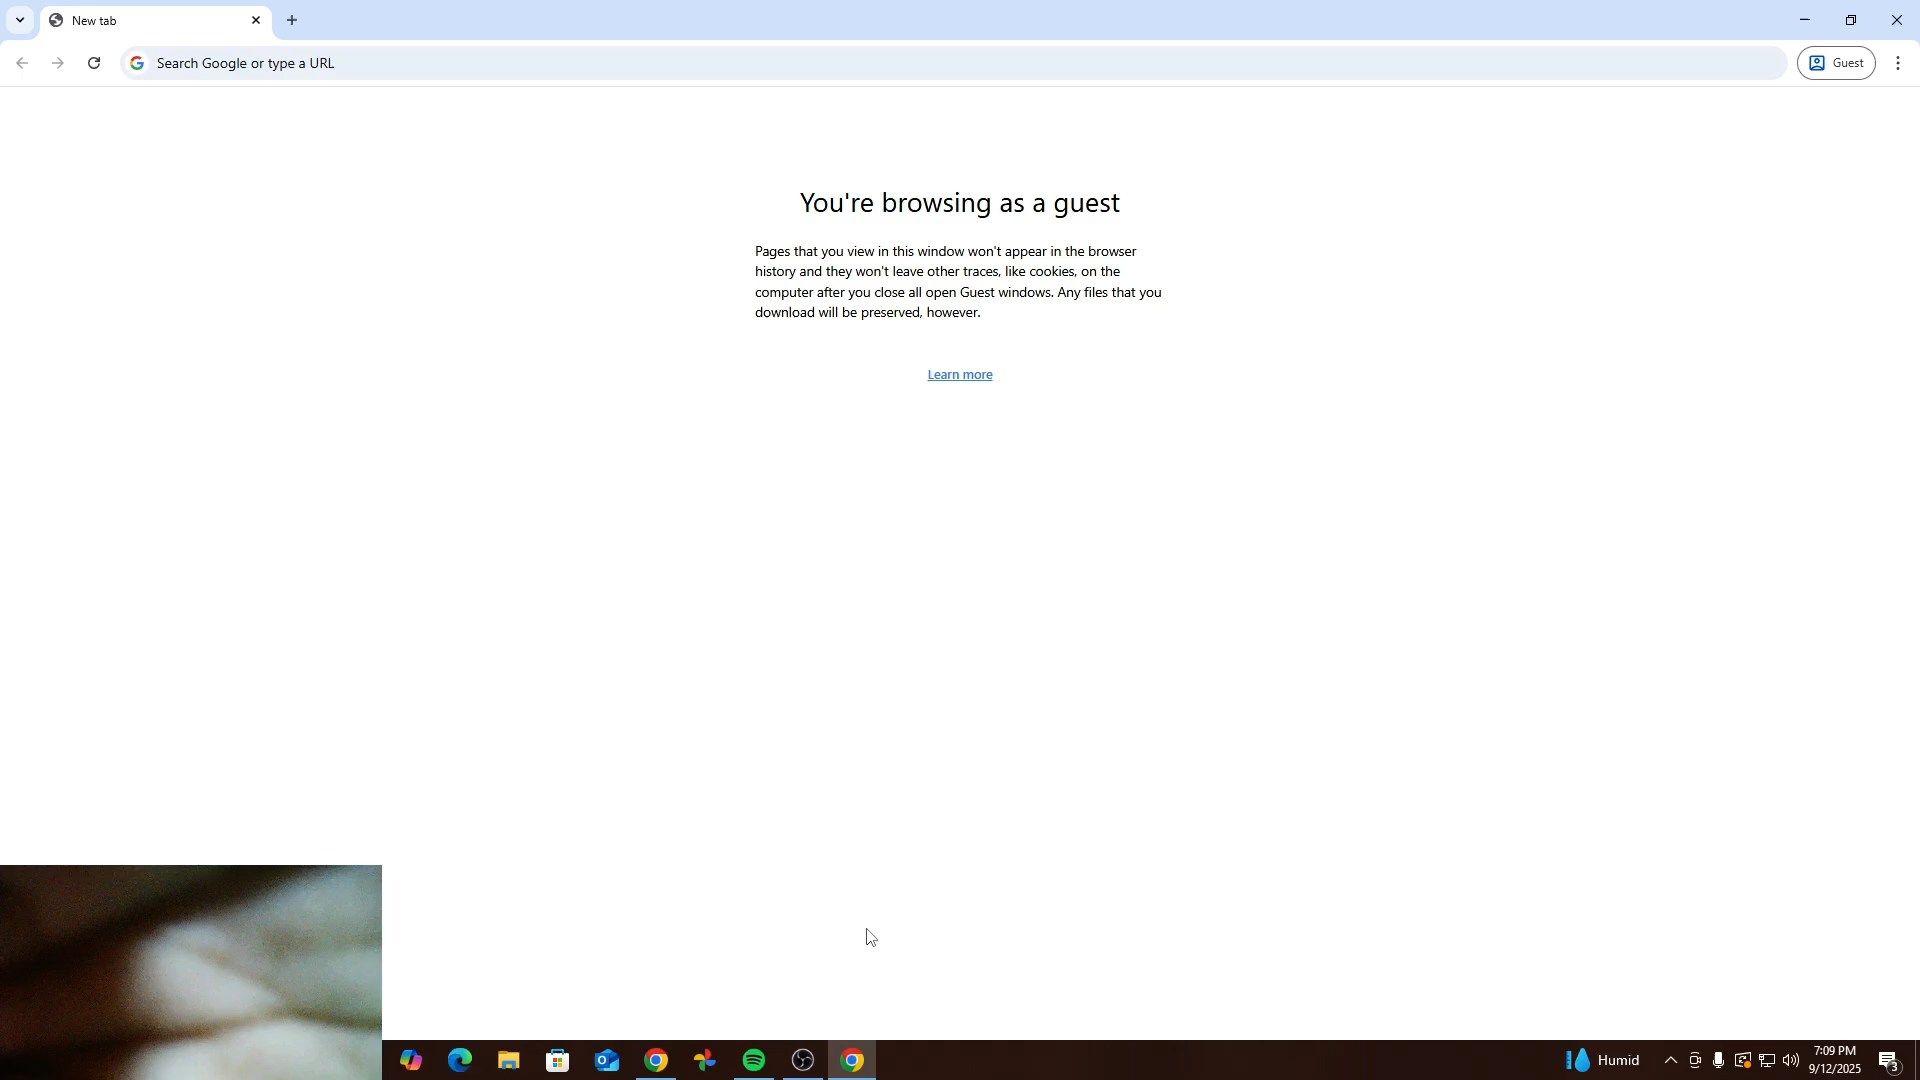 New tab
Search Google or type a URL
Guest
You're browsing as a guest
Pages that you view in this window won't appear in the browser
history and they won't leave other traces, like cookies, on the
computer after you close all open Guest windows. Any files that you
download will be preserved, however.
Learn more
Humid
7:09 PM
9/12/2025
3